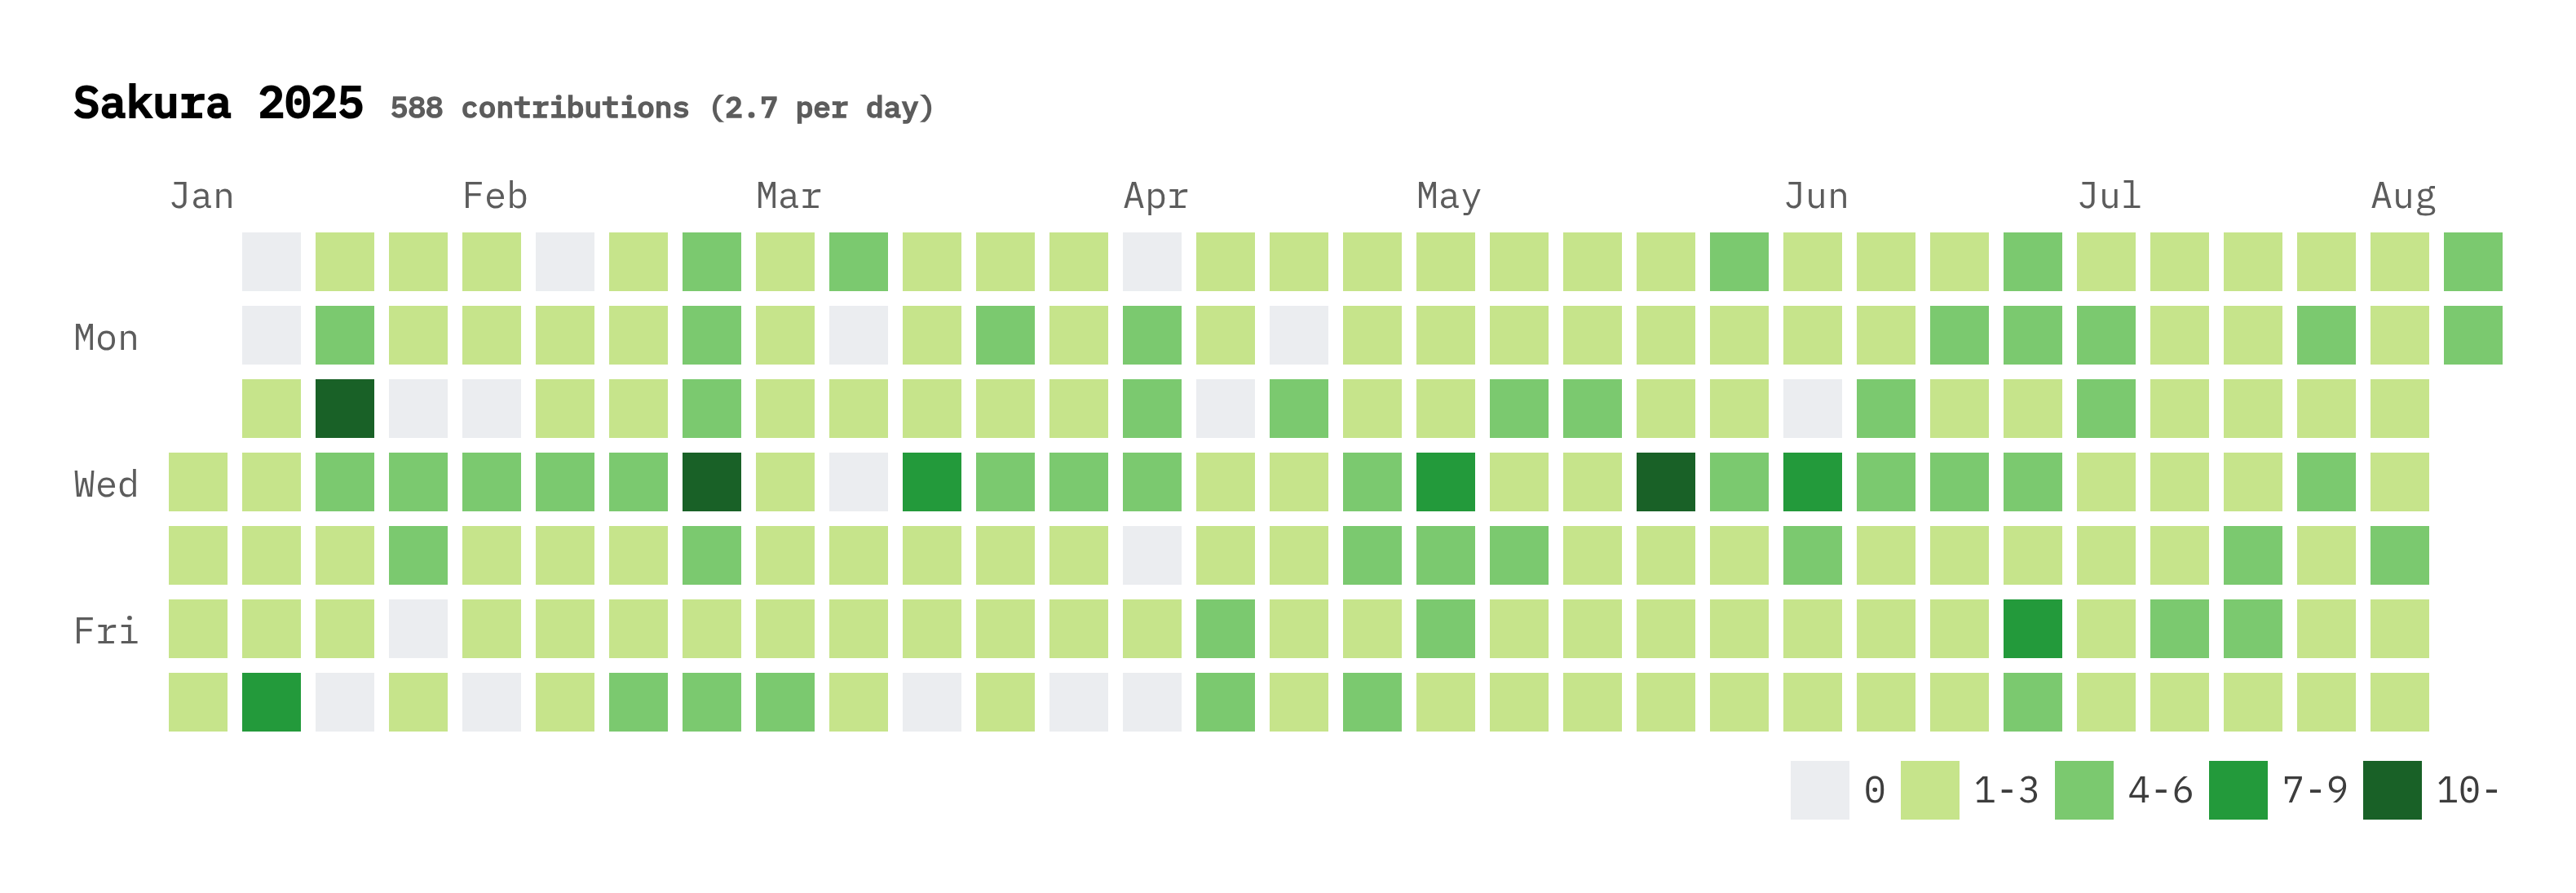 Sakura 2025 588 contributions (2.7 per day)
Jan Feb Mar Apr May Jun Jul Aug
Mon
Wed
Fri
0 1-3 4-6 7-9 10-